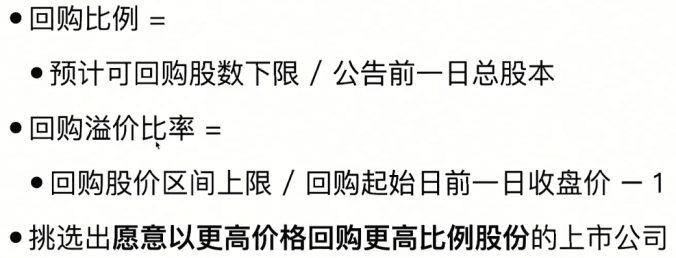 • 回购比例 =
• 预计可回购股数下限 / 公告前一日总股本
• 回购溢价比率 =
• 回购股价区间上限 / 回购起始日前一日收盘价 － 1
• 挑选出愿意以更高价格回购更高比例股份的上市公司